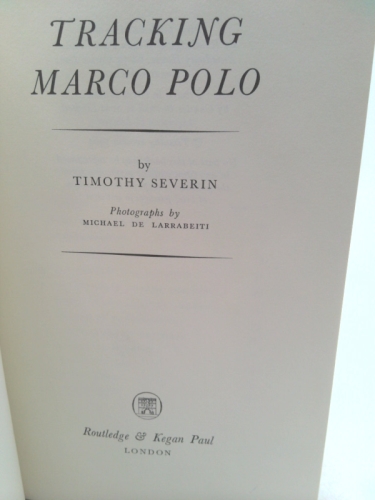 TRACKING
MARCO POLO
by
TIMOTHY SEVERIN
Photographs by
MICHAEL DE LARRABEITI
Routledge & Kegan Paul
LONDON